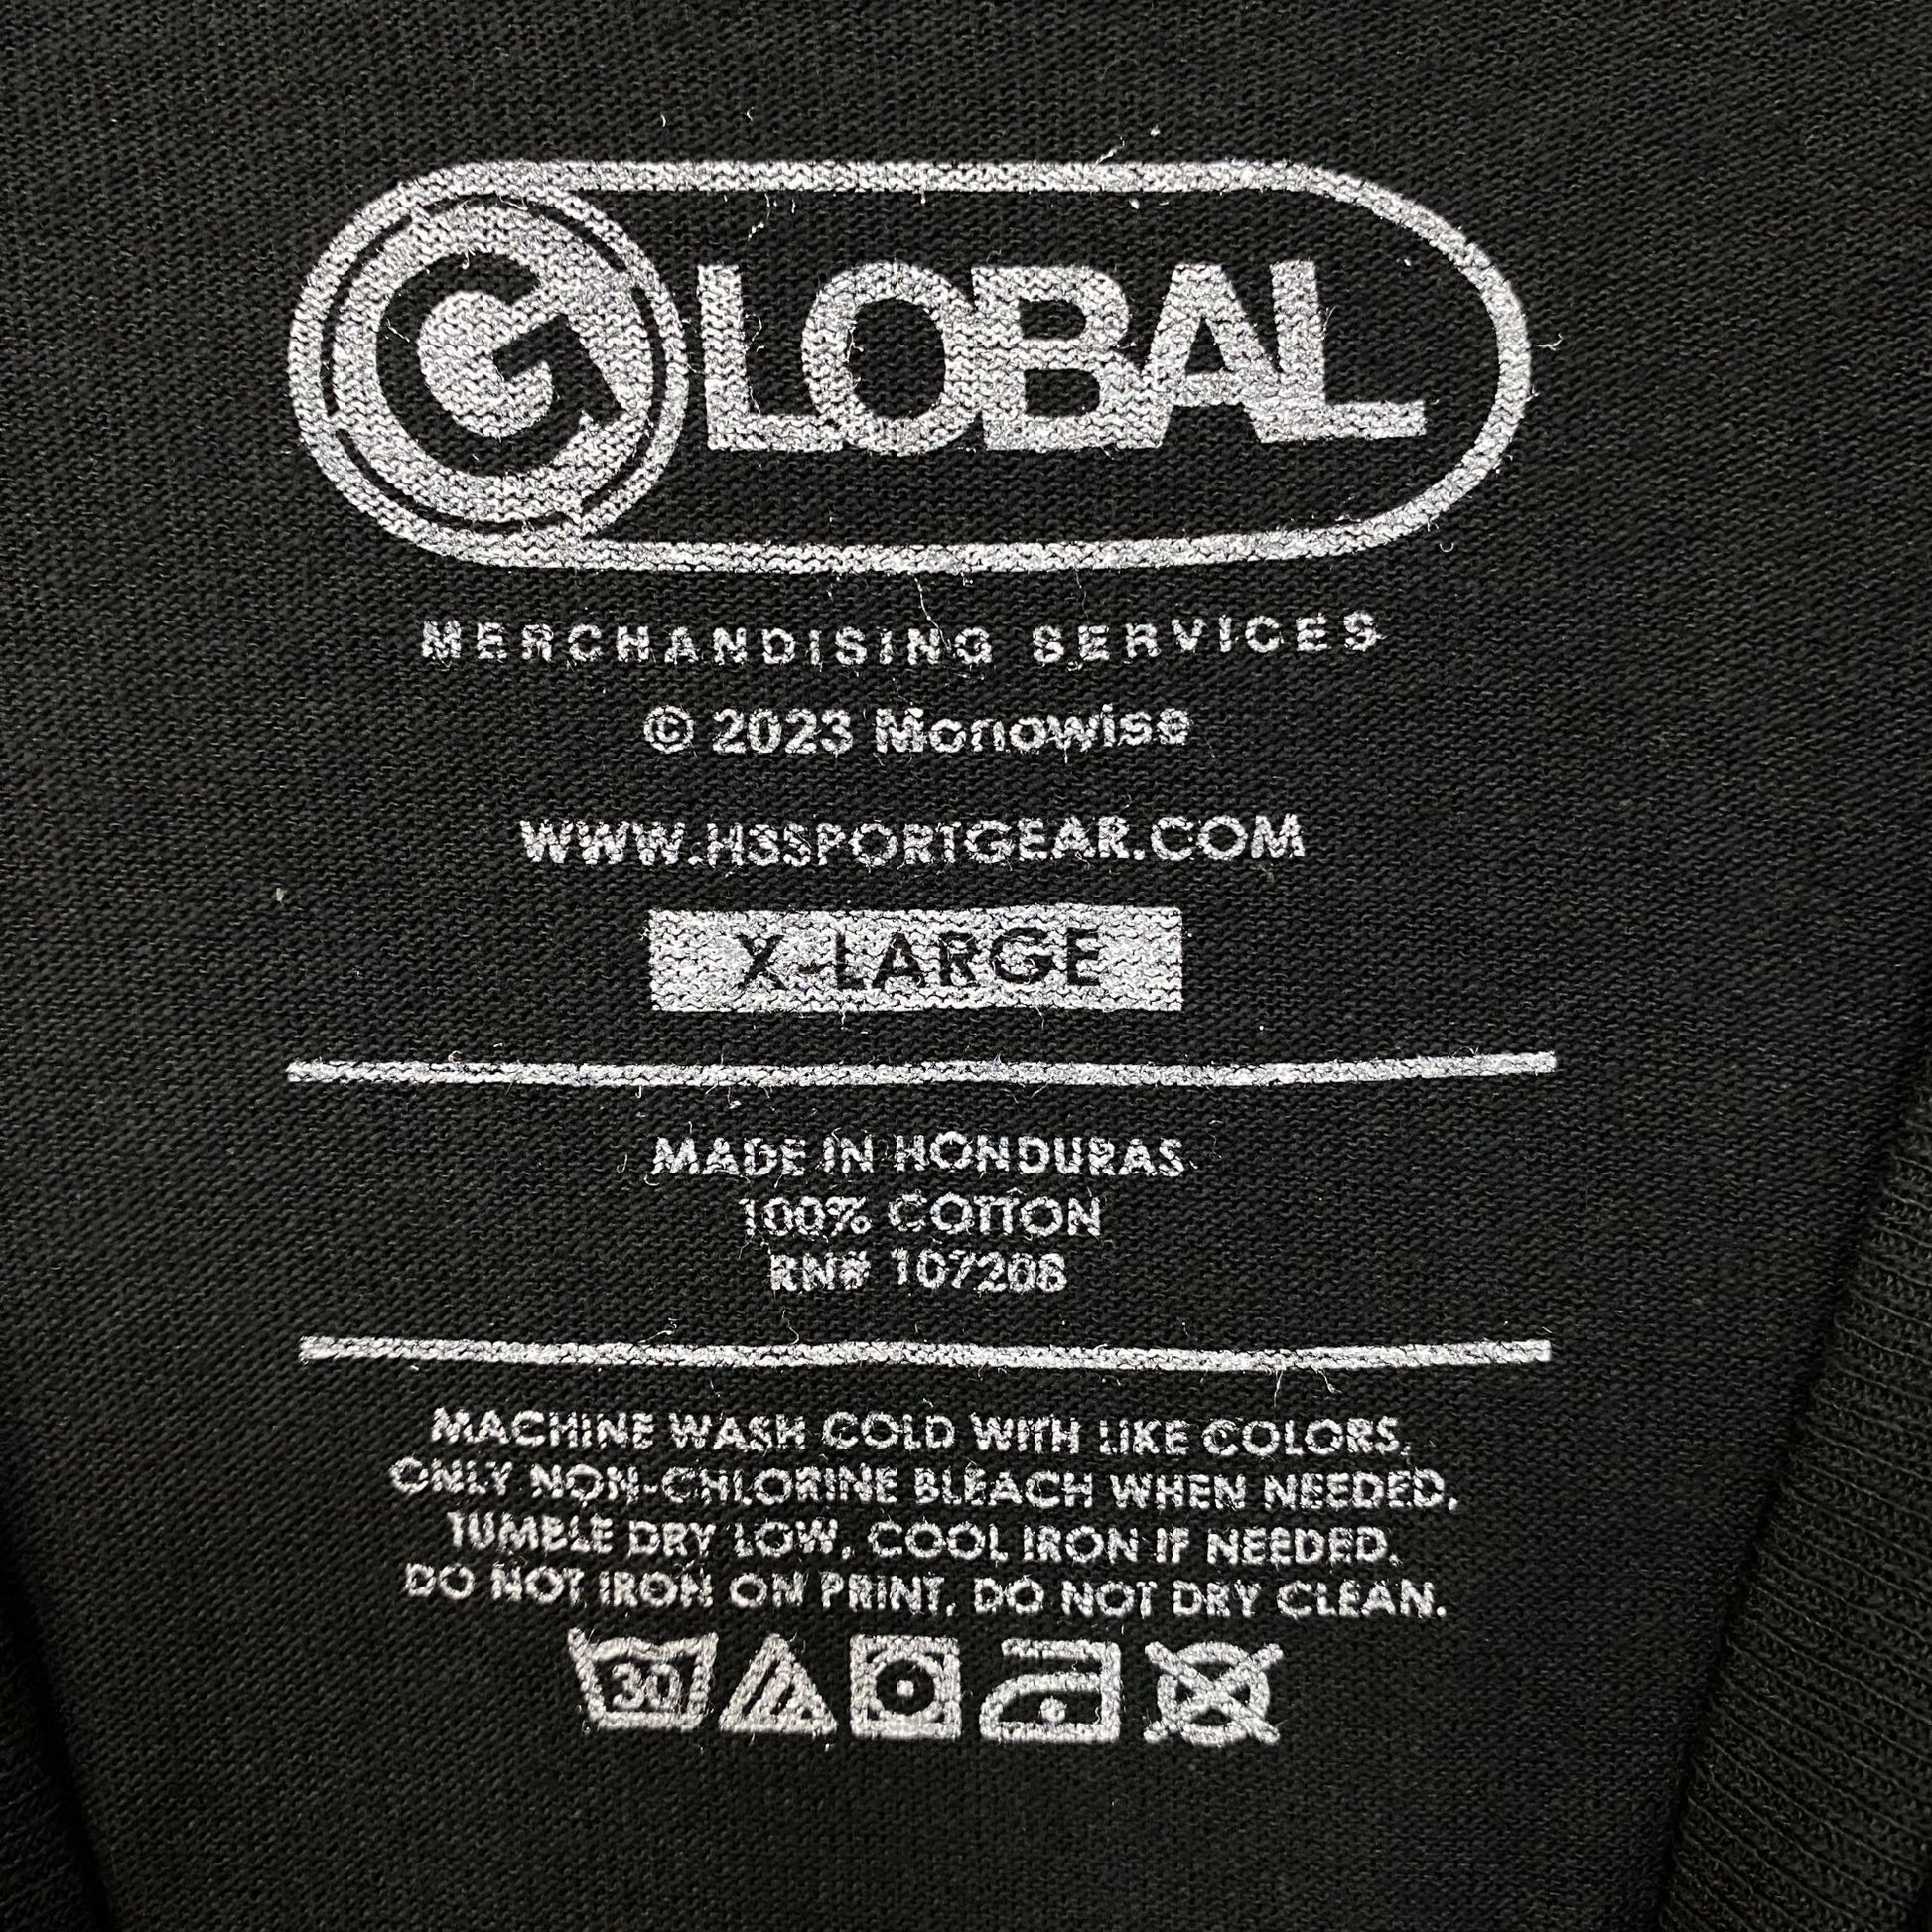 GLOBAL
MERCHANDISING SERVICES
© 2023 Monowise
WWW.H3SPORTGEAR.COM
X-LARGE
MADE IN HONDURAS
100% COTTON
RN# 107208
MACHINE WASH COLD WITH LIKE COLORS,
ONLY NON-CHLORINE BLEACH WHEN NEEDED,
TUMBLE DRY LOW, COOL IRON IF NEEDED.
DO NOT IRON ON PRINT, DO NOT DRY CLEAN.
30